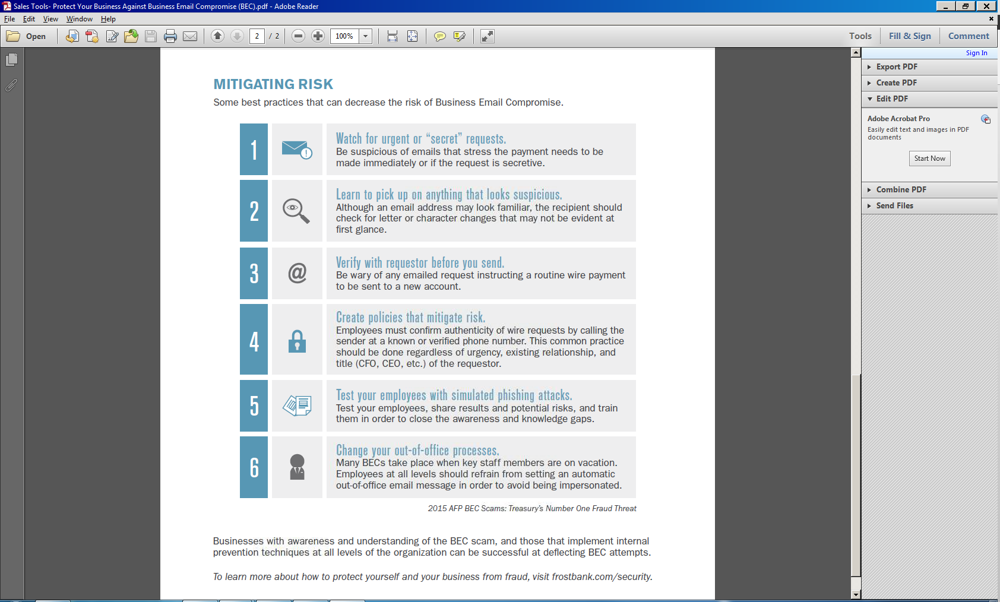 Sales Tools- Protect Your Business Against Business Email Compromise (BEC).pdf - Adobe Reader
File Edit View Window Help
Open 2 / 2 100% Tools Fill & Sign Comment
Sign In
Export PDF
Create PDF
Edit PDF
Adobe Acrobat Pro
Easily edit text and images in PDF
documents
Start Now
Combine PDF
Send Files
MITIGATING RISK
Some best practices that can decrease the risk of Business Email Compromise.
1
Watch for urgent or “secret” requests.
Be suspicious of emails that stress the payment needs to be
made immediately or if the request is secretive.
2
Learn to pick up on anything that looks suspicious.
Although an email address may look familiar, the recipient should
check for letter or character changes that may not be evident at
first glance.
3
@
Verify with requestor before you send.
Be wary of any emailed request instructing a routine wire payment
to be sent to a new account.
4
Create policies that mitigate risk.
Employees must confirm authenticity of wire requests by calling the
sender at a known or verified phone number. This common practice
should be done regardless of urgency, existing relationship, and
title (CFO, CEO, etc.) of the requestor.
5
Test your employees with simulated phishing attacks.
Test your employees, share results and potential risks, and train
them in order to close the awareness and knowledge gaps.
6
Change your out-of-office processes.
Many BECs take place when key staff members are on vacation.
Employees at all levels should refrain from setting an automatic
out-of-office email message in order to avoid being impersonated.
2015 AFP BEC Scams: Treasury’s Number One Fraud Threat
Businesses with awareness and understanding of the BEC scam, and those that implement internal
prevention techniques at all levels of the organization can be successful at deflecting BEC attempts.
To learn more about how to protect yourself and your business from fraud, visit frostbank.com/security.